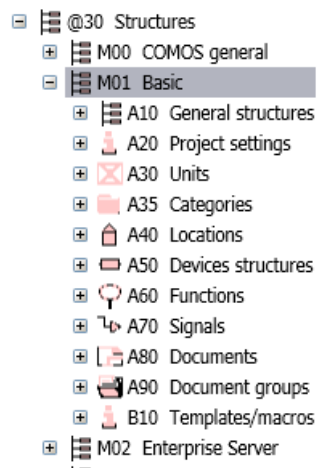 @30 Structures
M00 COMOS general
M01 Basic
A10 General structures
A20 Project settings
A30 Units
A35 Categories
A40 Locations
A50 Devices structures
A60 Functions
A70 Signals
A80 Documents
A90 Document groups
B10 Templates/macros
M02 Enterprise Server